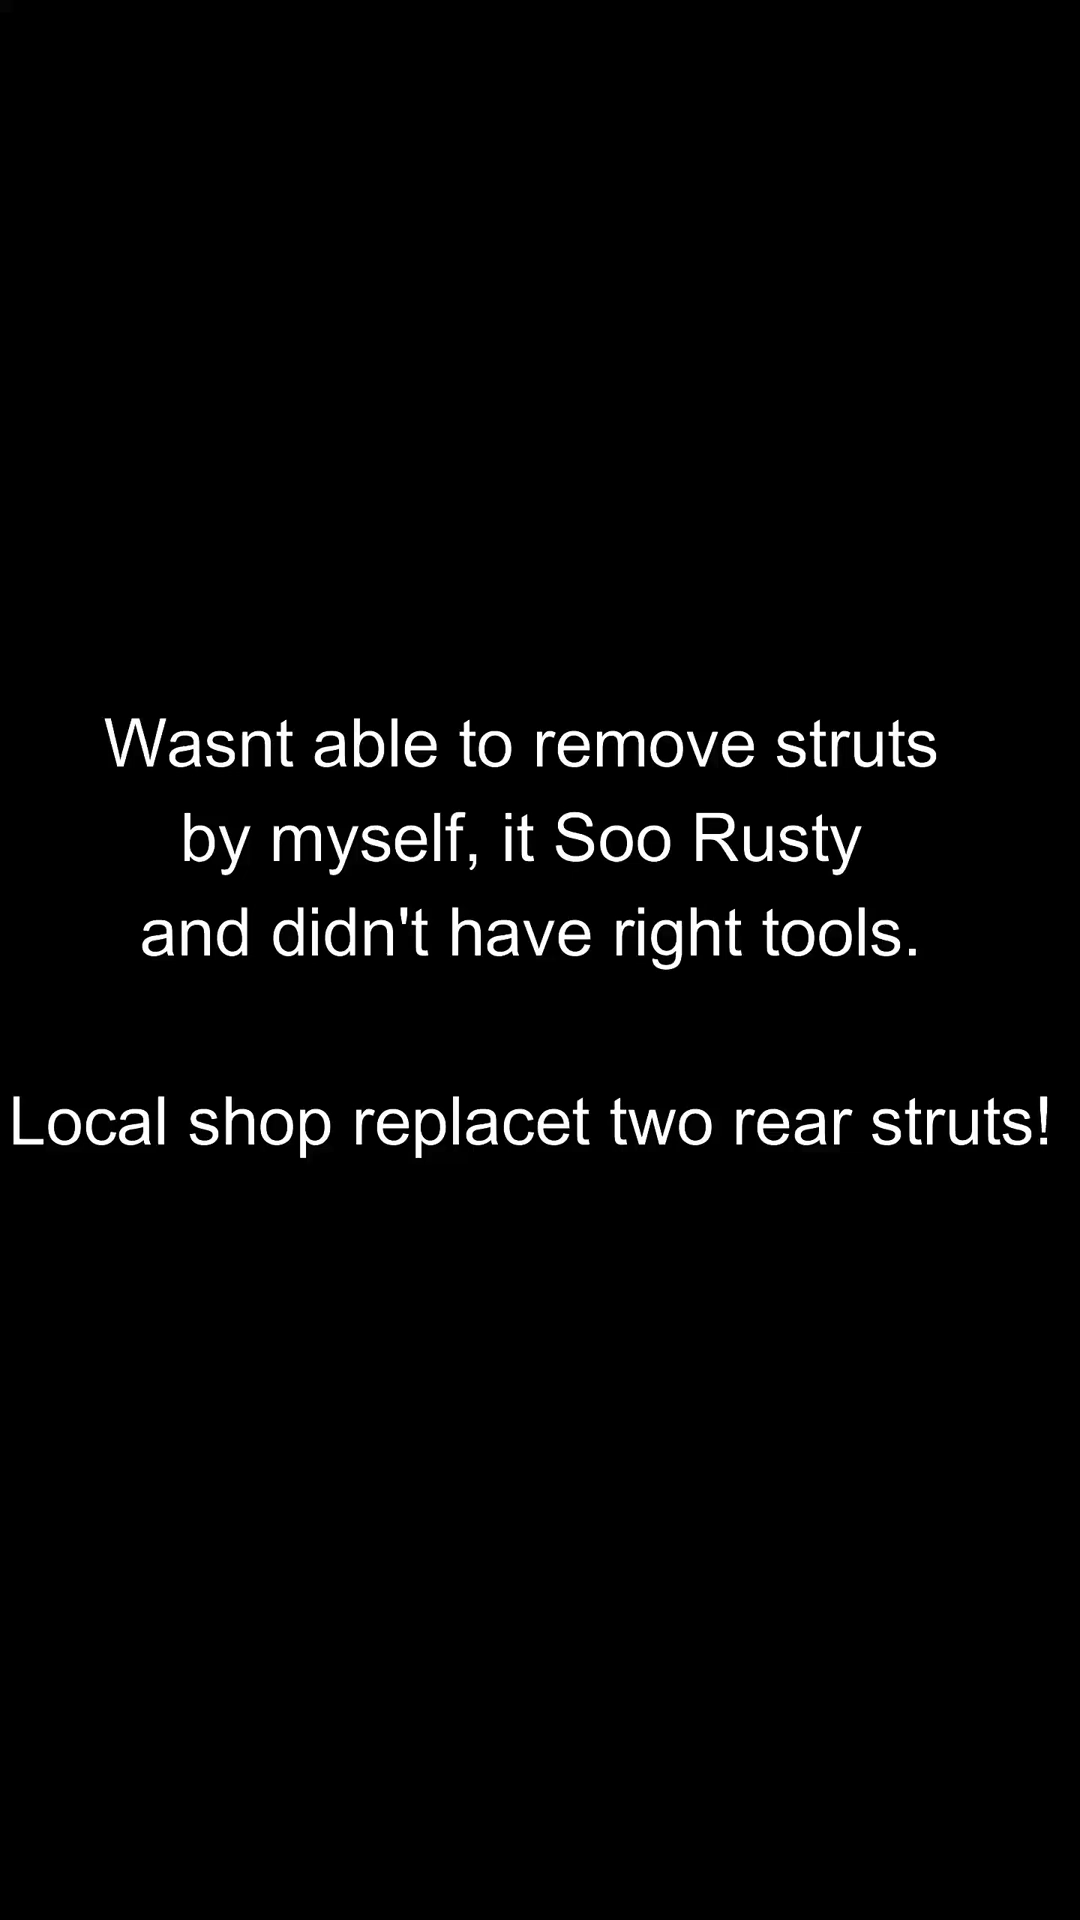 Wasnt able to remove struts
by myself, it Soo Rusty
and didn't have right tools.
Local shop replacet two rear struts!